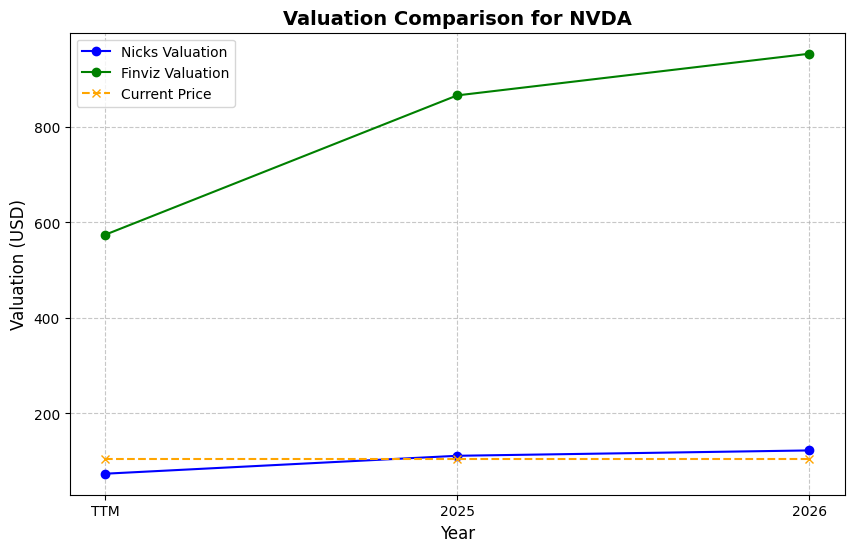 Valuation Comparison for NVDA
Nicks Valuation
Finviz Valuation
Current Price
Valuation (USD)
800
600
400
200
TTM
2025
2026
Year